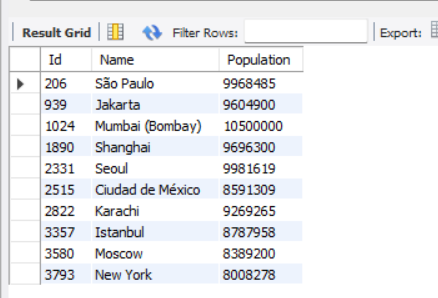 Result Grid Filter Rows: Export:
Id Name Population
206 São Paulo 9968485
939 Jakarta 9604900
1024 Mumbai (Bombay) 10500000
1890 Shanghai 9696300
2331 Seoul 9981619
2515 Ciudad de México 8591309
2822 Karachi 9269265
3357 Istanbul 8787958
3580 Moscow 8389200
3793 New York 8008278